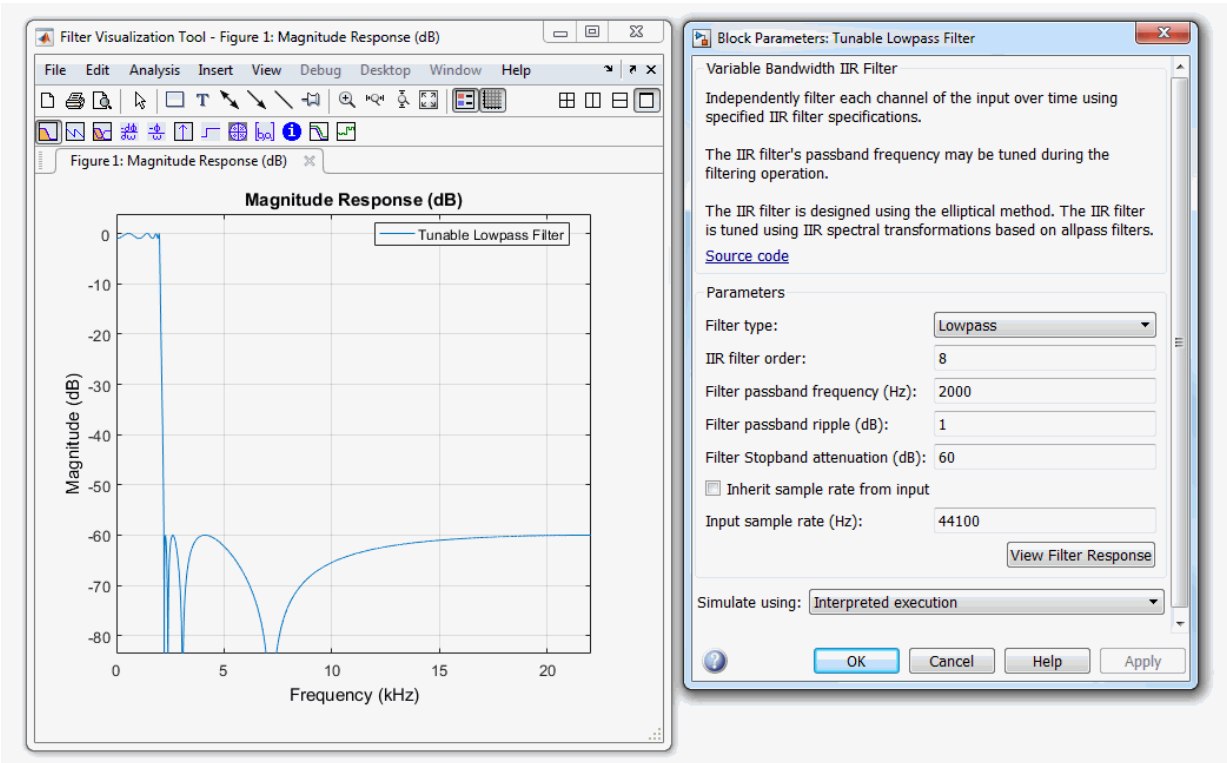 Filter Visualization Tool - Figure 1: Magnitude Response (dB)
File Edit Analysis Insert View Debug Desktop Window Help
Figure 1: Magnitude Response (dB)
Magnitude Response (dB)
Tunable Lowpass Filter
0
-10
-20
-30
-40
-50
-60
-70
-80
Magnitude (dB)
0 5 10 15 20
Frequency (kHz)
Block Parameters: Tunable Lowpass Filter
Variable Bandwidth IIR Filter
Independently filter each channel of the input over time using
specified IIR filter specifications.
The IIR filter's passband frequency may be tuned during the
filtering operation.
The IIR filter is designed using the elliptical method. The IIR filter
is tuned using IIR spectral transformations based on allpass filters.
Source code
Parameters
Filter type: Lowpass
IIR filter order: 8
Filter passband frequency (Hz): 2000
Filter passband ripple (dB): 1
Filter Stopband attenuation (dB): 60
Inherit sample rate from input
Input sample rate (Hz): 44100
View Filter Response
Simulate using: Interpreted execution
OK Cancel Help Apply